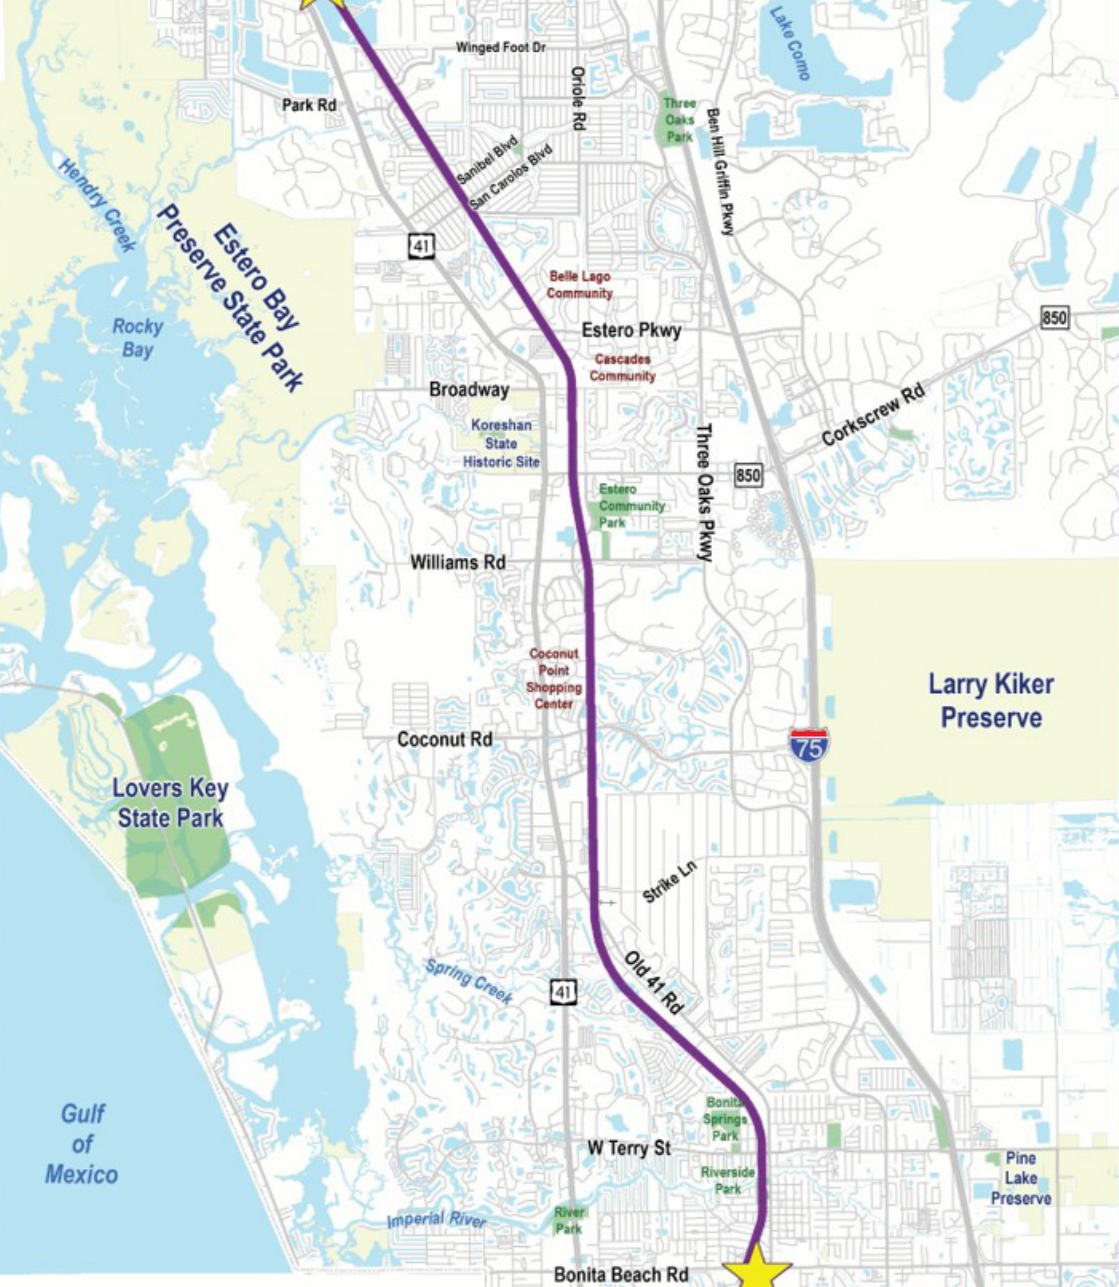 Winged Foot Dr
Lake Como
Park Rd
Oriole Rd
Three
Oaks
Park
Ben Hill Griffin Pkwy
Sanibel Blvd
San Carolos Blvd
Hendry Creek
Estero Bay
Preserve State Park
41
Belle Lago
Community
Rocky
Bay
Estero Pkwy
850
Cascades
Community
Broadway
Corkscrew Rd
Koreshan
State
Historic Site
Three Oaks Pkwy
850
Estero
Community
Park
Williams Rd
Coconut
Point
Shopping
Center
Larry Kiker
Preserve
Coconut Rd
75
Lovers Key
State Park
Strike Ln
Old 41 Rd
Spring Creek
41
Gulf
of
Mexico
Bonita
Springs
Park
W Terry St
Riverside
Park
Pine
Lake
Preserve
Imperial River
River
Park
Bonita Beach Rd